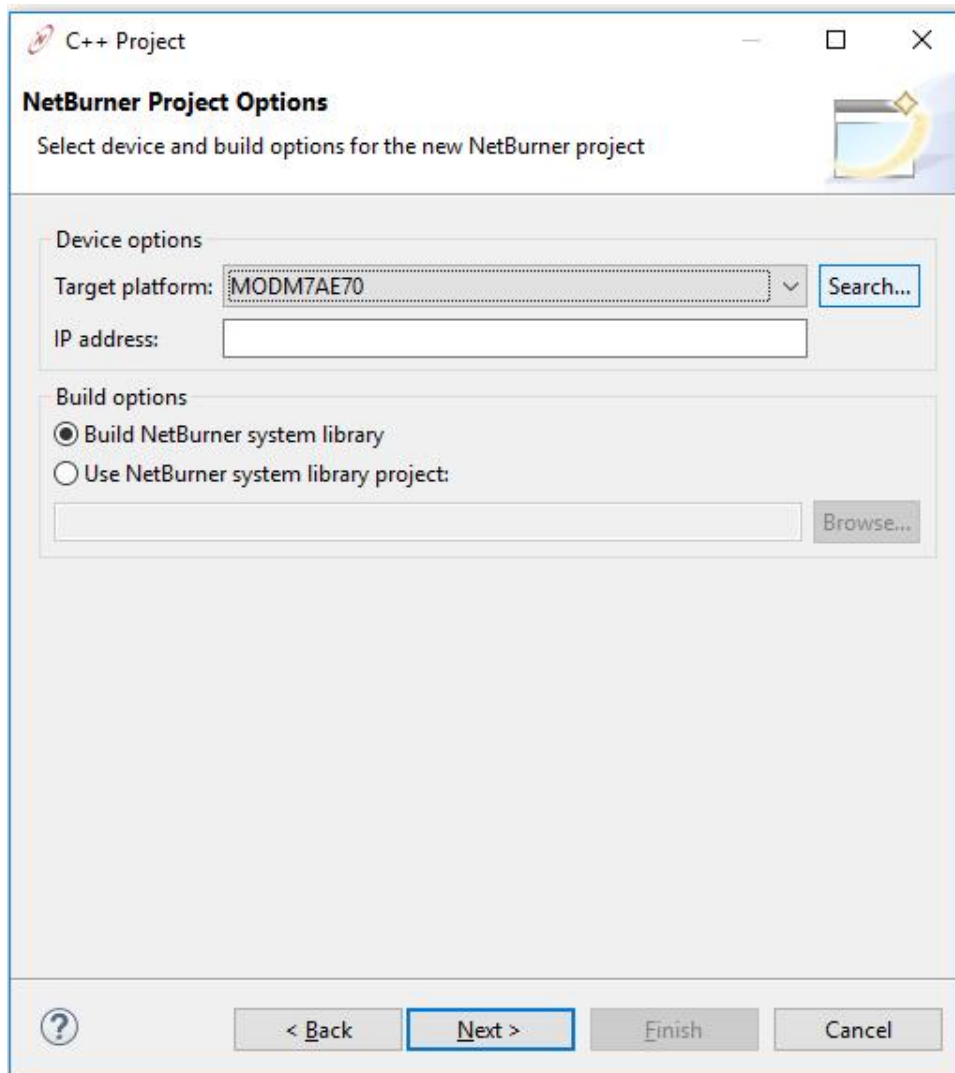 C++ Project
NetBurner Project Options
Select device and build options for the new NetBurner project
Device options
Target platform: MODM7AE70 Search...
IP address:
Build options
Build NetBurner system library
Use NetBurner system library project:
Browse...
? < Back Next > Finish Cancel